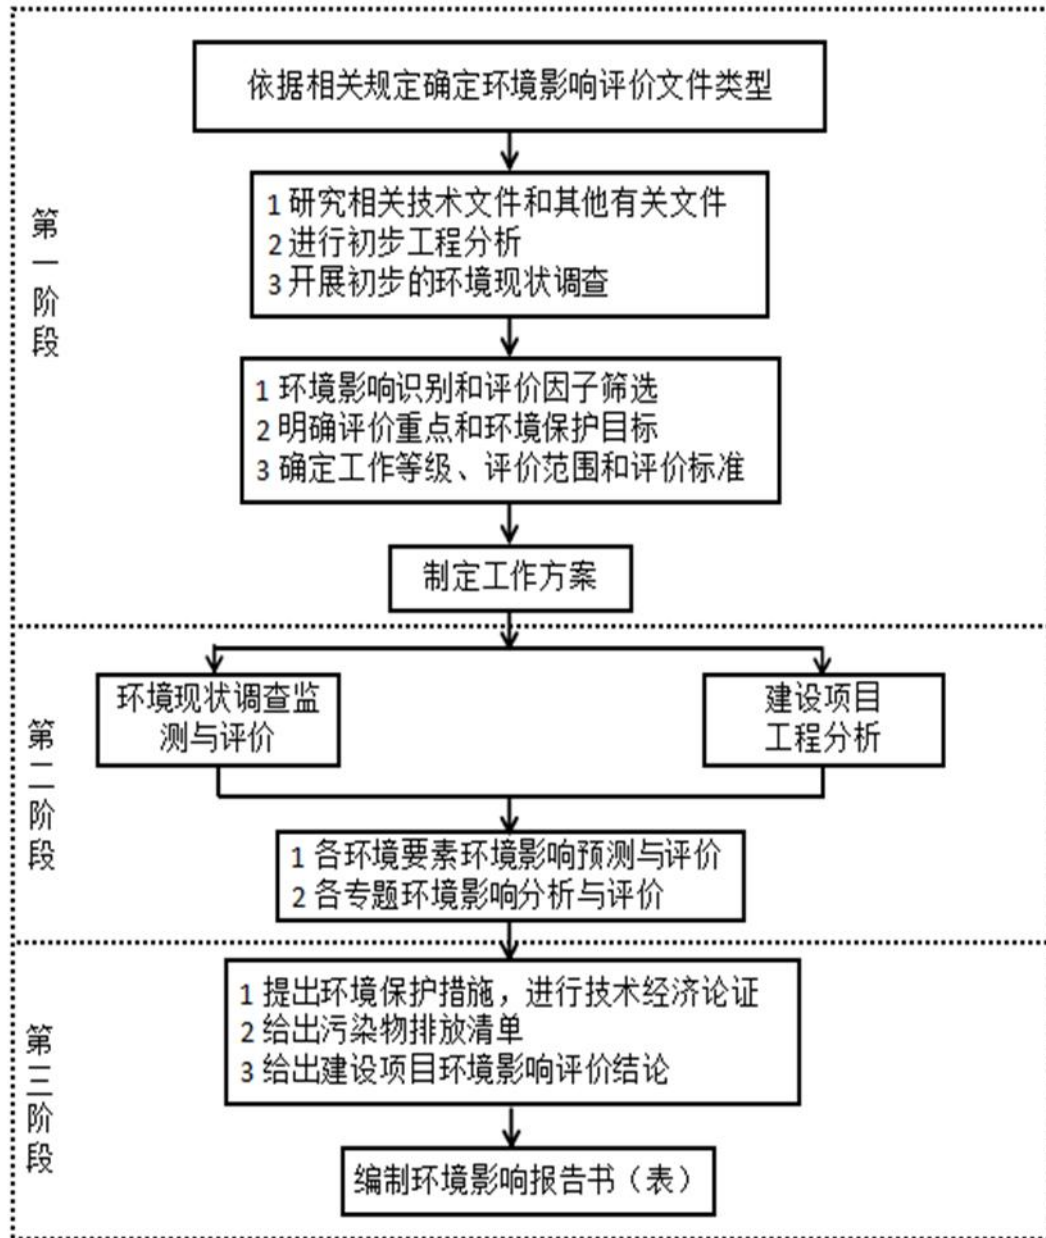 依据相关规定确定环境影响评价文件类型
第一阶段
1 研究相关技术文件和其他有关文件
2 进行初步工程分析
3 开展初步的环境现状调查
1 环境影响识别和评价因子筛选
2 明确评价重点和环境保护目标
3 确定工作等级、评价范围和评价标准
制定工作方案
第二阶段
环境现状调查监
测与评价
建设项目
工程分析
1 各环境要素环境影响预测与评价
2 各专题环境影响分析与评价
第三阶段
1 提出环境保护措施，进行技术经济论证
2 给出污染物排放清单
3 给出建设项目环境影响评价结论
编制环境影响报告书（表）